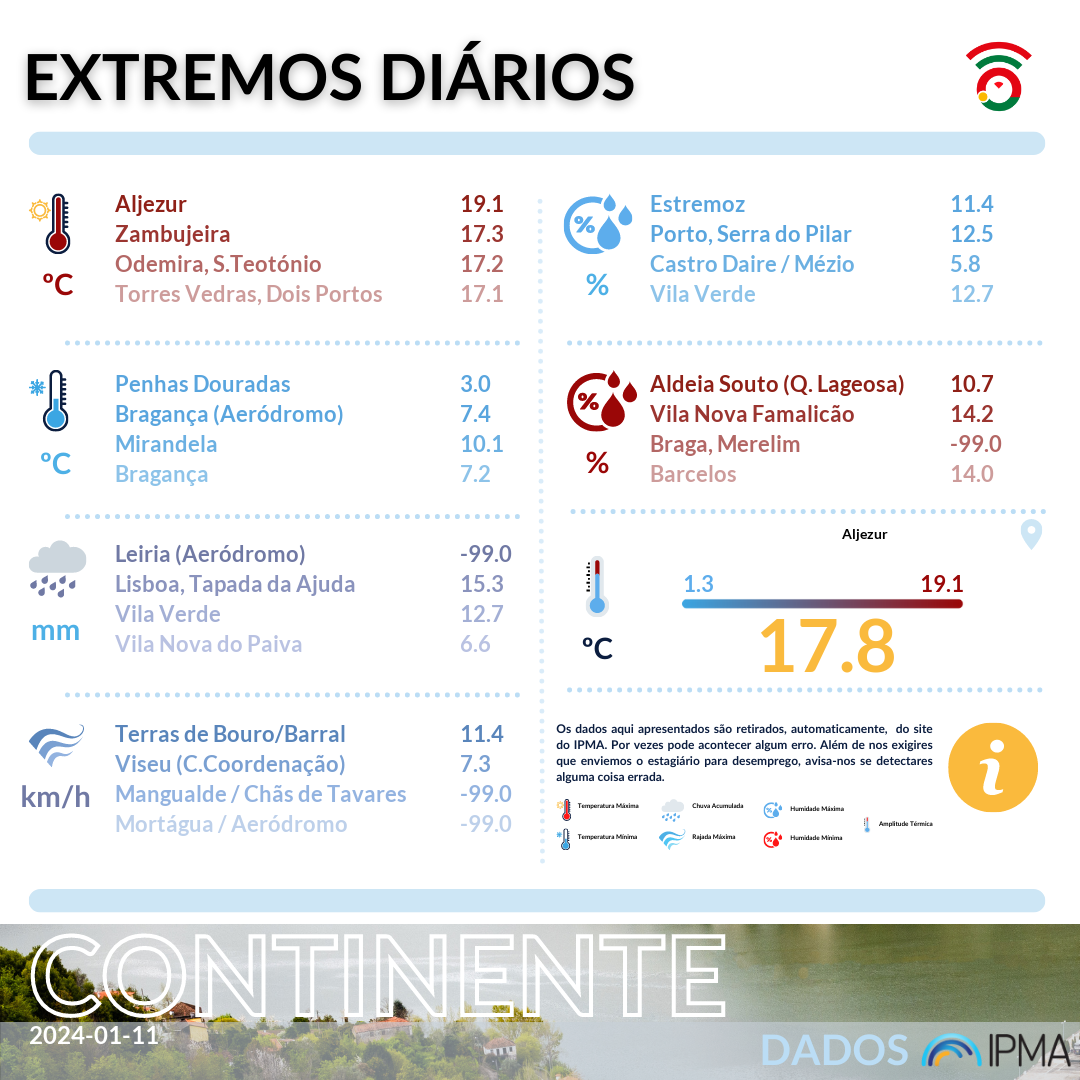 EXTREMOS DIÁRIOS
Aljezur 19.1
Zambujeira 17.3
Odemira, S.Teotónio 17.2
Torres Vedras, Dois Portos 17.1
ºC
Penhas Douradas 3.0
Bragança (Aeródromo) 7.4
Mirandela 10.1
Bragança 7.2
ºC
Leiria (Aeródromo) -99.0
Lisboa, Tapada da Ajuda 15.3
Vila Verde 12.7
Vila Nova do Paiva 6.6
mm
Terras de Bouro/Barral 11.4
Viseu (C.Coordenação) 7.3
Mangualde / Chãs de Tavares -99.0
Mortágua / Aeródromo -99.0
km/h
%
Estremoz 11.4
Porto, Serra do Pilar 12.5
Castro Daire / Mézio 5.8
Vila Verde 12.7
%
%
Aldeia Souto (Q. Lageosa) 10.7
Vila Nova Famalicão 14.2
Braga, Merelim -99.0
Barcelos 14.0
%
Aljezur
1.3 19.1
17.8
ºC
Os dados aqui apresentados são retirados, automaticamente, do site
do IPMA. Por vezes pode acontecer algum erro. Além de nos exigires
que enviemos o estagiário para desemprego, avisa-nos se detectares
alguma coisa errada.
i
Temperatura Máxima
Chuva Acumulada
Humidade Máxima
Amplitude Térmica
Temperatura Mínima
Rajada Máxima
Humidade Mínima
CONTINENTE
2024-01-11
DADOS IPMA